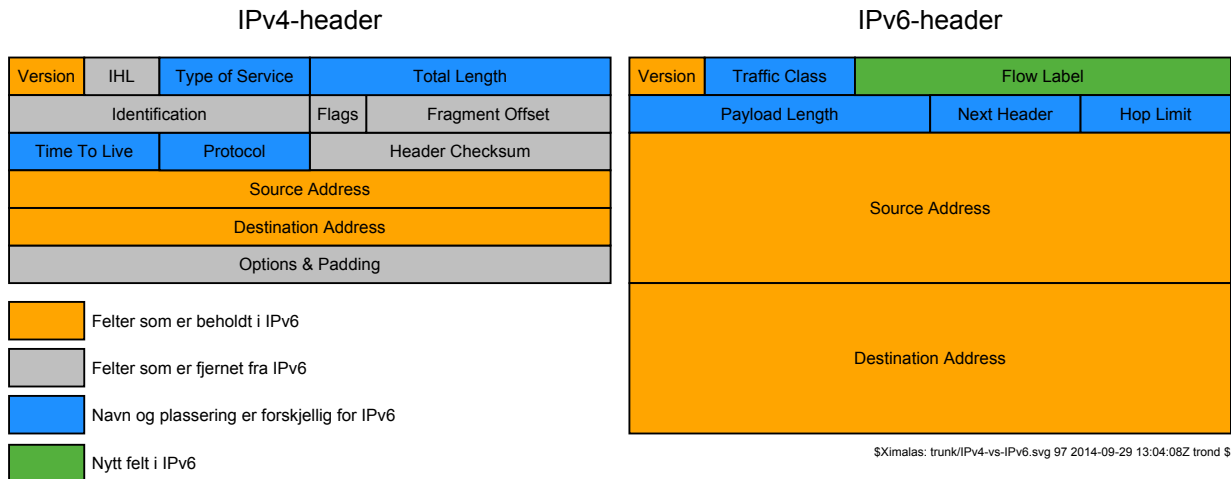 IPv4-header
Version IHL Type of Service Total Length
Identification Flags Fragment Offset
Time To Live Protocol Header Checksum
Source Address
Destination Address
Options & Padding
Felter som er beholdt i IPv6
Felter som er fjernet fra IPv6
Navn og plassering er forskjellig for IPv6
Nytt felt i IPv6
IPv6-header
Version Traffic Class Flow Label
Payload Length Next Header Hop Limit
Source Address
Destination Address
$Ximalas: trunk/IPv4-vs-IPv6.svg 97 2014-09-29 13:04:08Z trond $